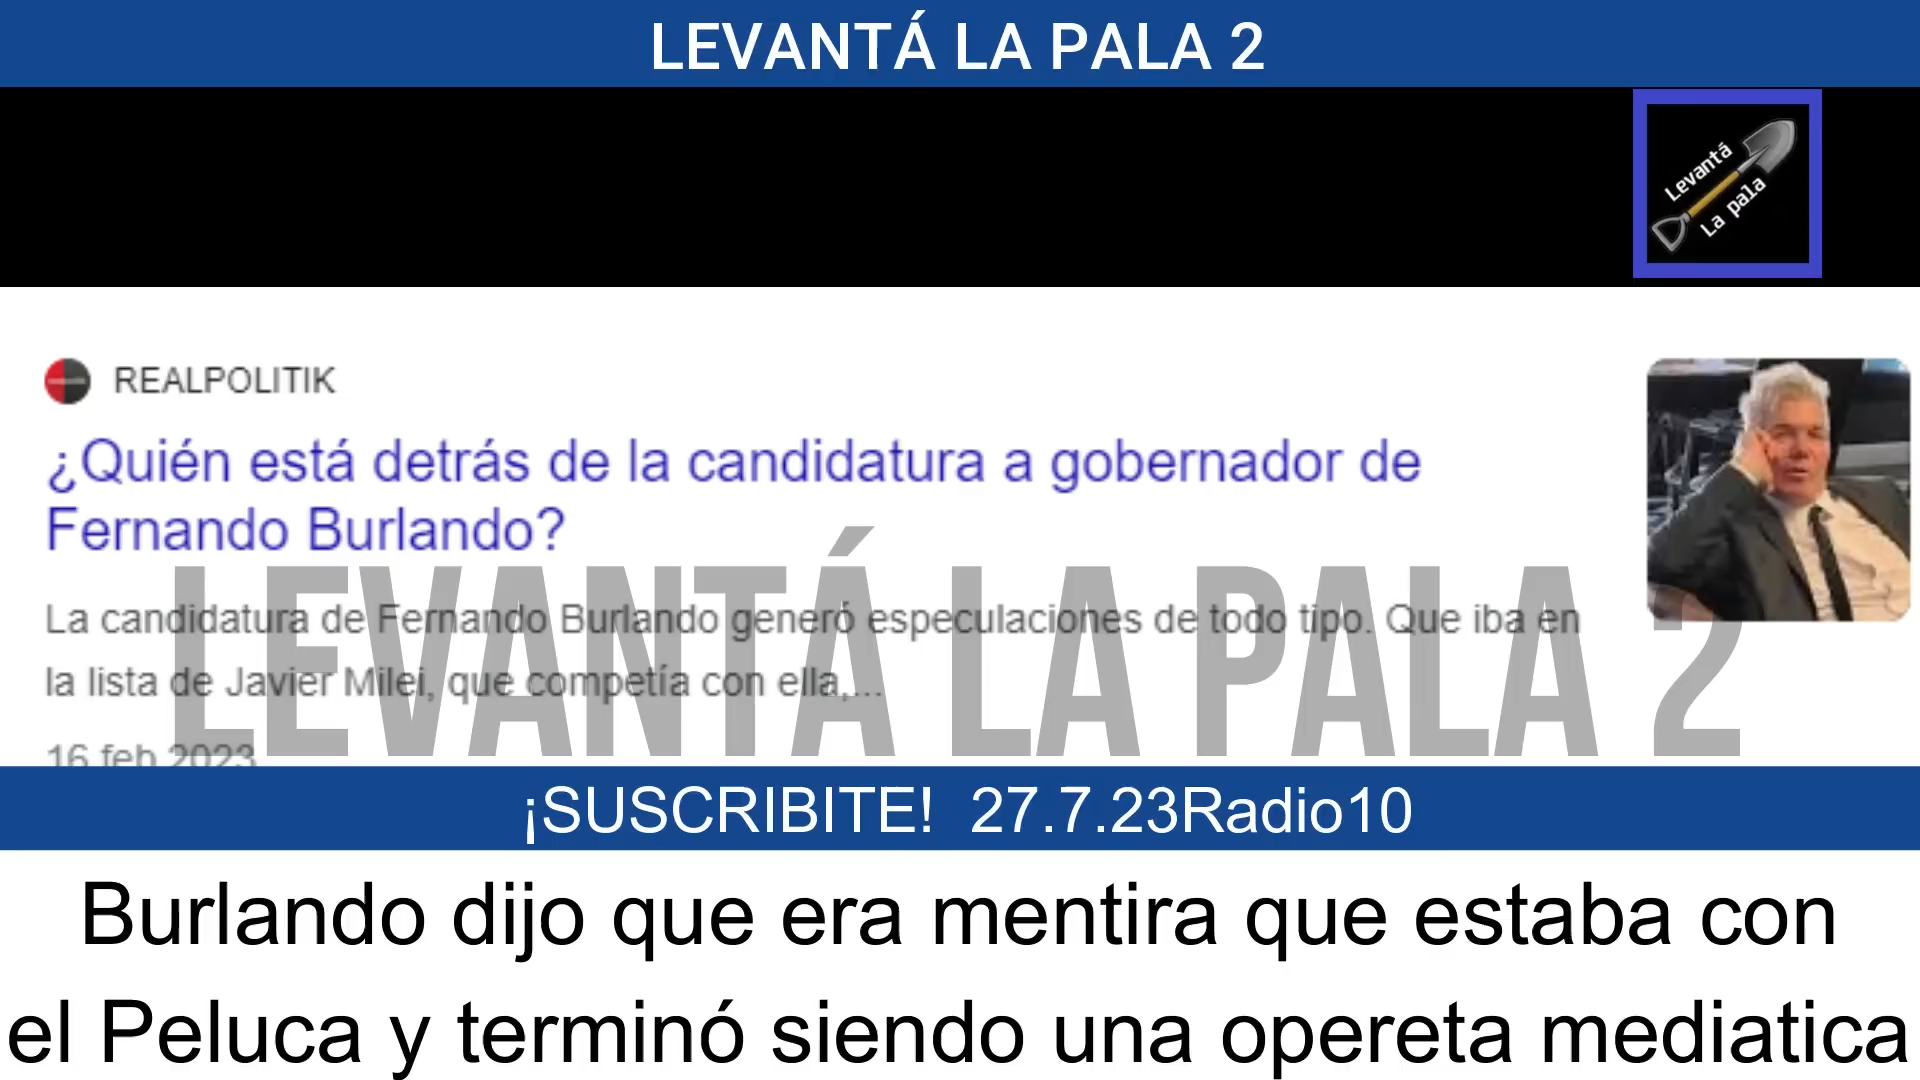 LEVANTÁ LA PALA 2
Levantá
La pala
REALPOLITIK
¿Quién está detrás de la candidatura a gobernador de
Fernando Burlando?
La candidatura de Fernando Burlando generó especulaciones de todo tipo. Que iba en
la lista de Javier Milei, que competía con ella,...
LEVANTÁ LA PALA 2
16 feb 2023
¡SUSCRIBITE! 27.7.23Radio10
Burlando dijo que era mentira que estaba con
el Peluca y terminó siendo una opereta mediatica